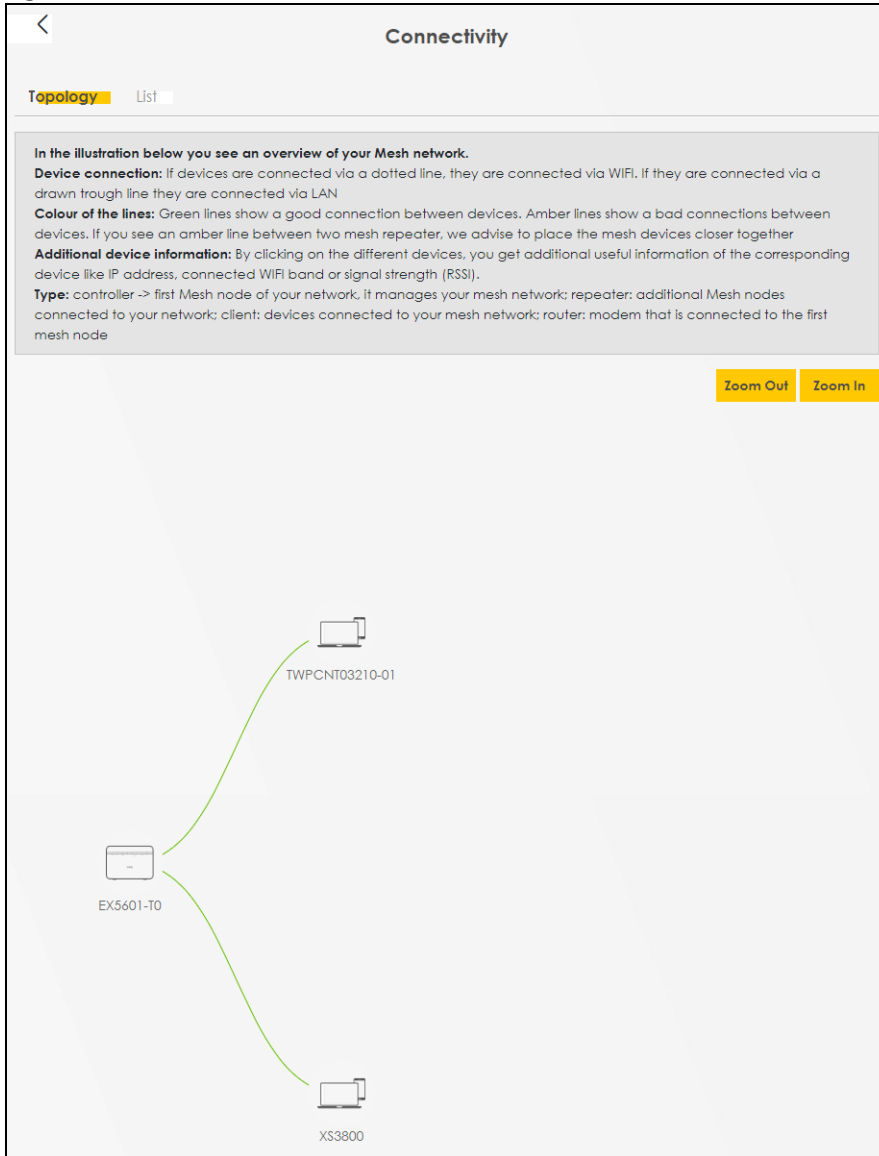 Connectivity
Topology List
In the illustration below you see an overview of your Mesh network.
Device connection: If devices are connected via a dotted line, they are connected via WIFI. If they are connected via a
drawn trough line they are connected via LAN
Colour of the lines: Green lines show a good connection between devices. Amber lines show a bad connections between
devices. If you see an amber line between two mesh repeater, we advise to place the mesh devices closer together
Additional device information: By clicking on the different devices, you get additional useful information of the corresponding
device like IP address, connected WIFI band or signal strength (RSSI).
Type: controller -> first Mesh node of your network, it manages your mesh network; repeater: additional Mesh nodes
connected to your network; client: devices connected to your mesh network; router: modem that is connected to the first
mesh node
Zoom Out Zoom In
TWPCNT03210-01
EX5601-T0
XS3800